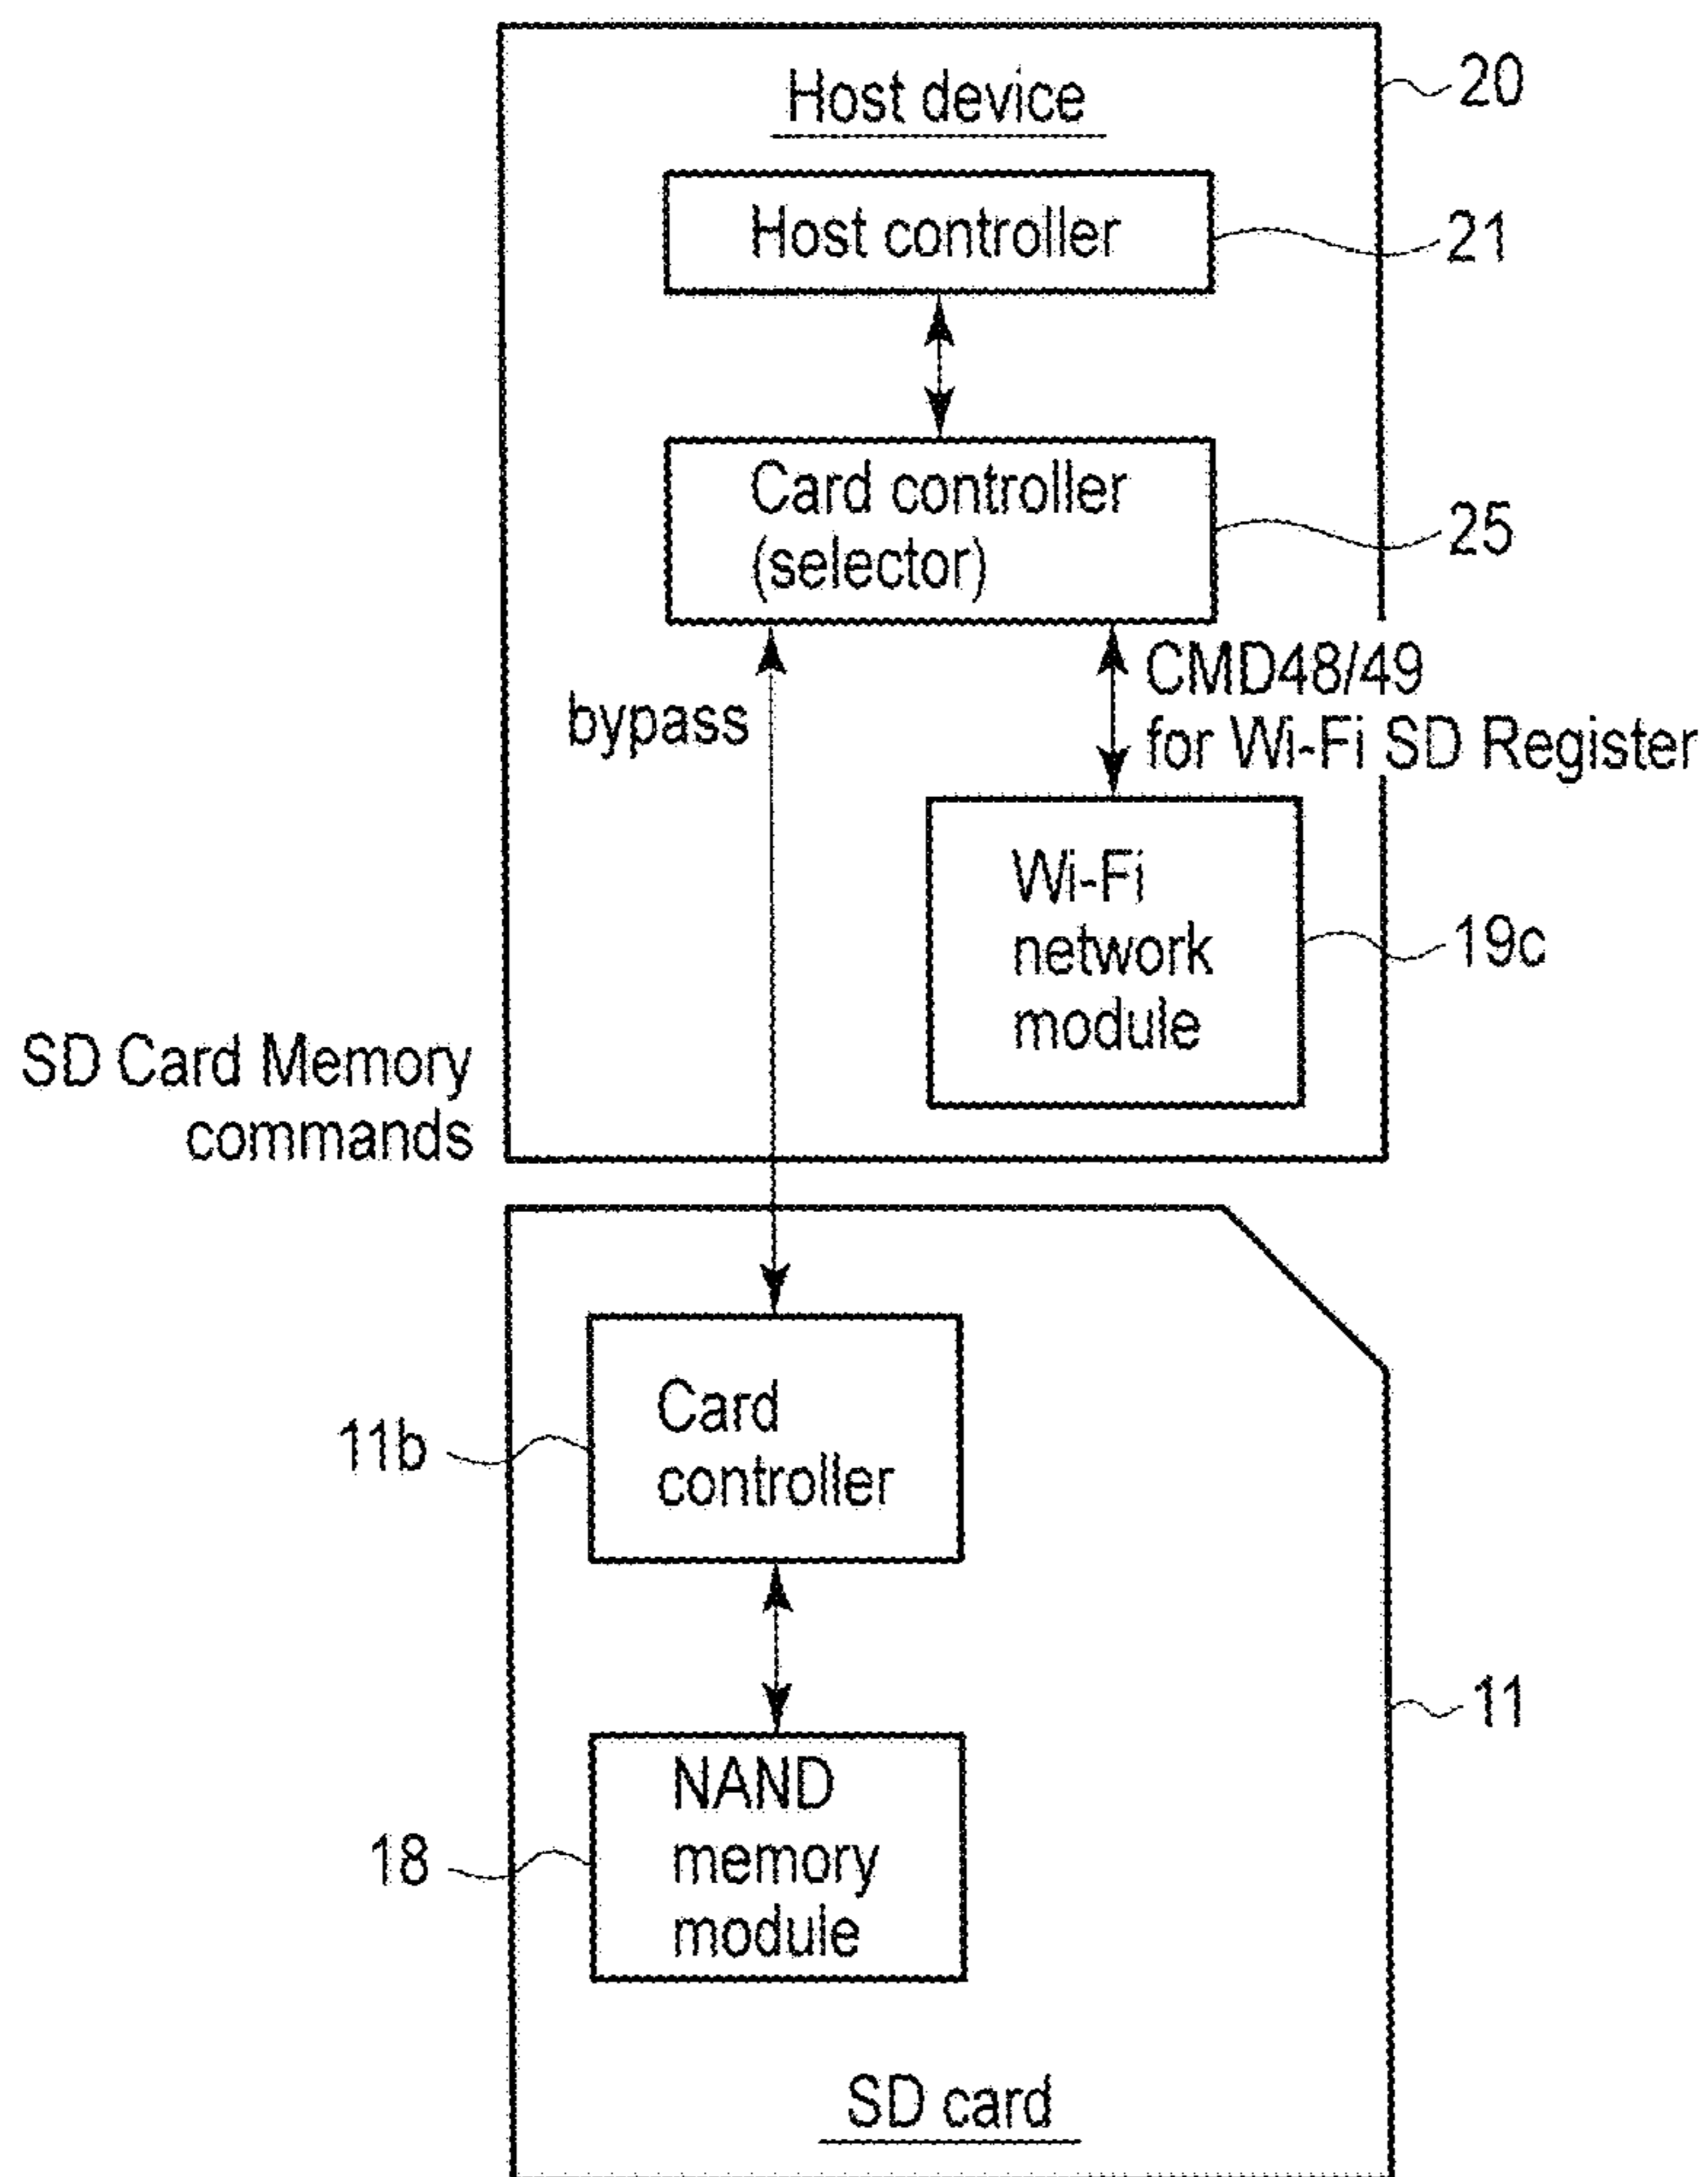 Host device
20
Host controller
21
Card controller
(selector)
25
bypass
CMD48/49
for Wi-Fi SD Register
Wi-Fi
network
module
19c
SD Card Memory
commands
Card
controller
11b
11
NAND
memory
module
18
SD card